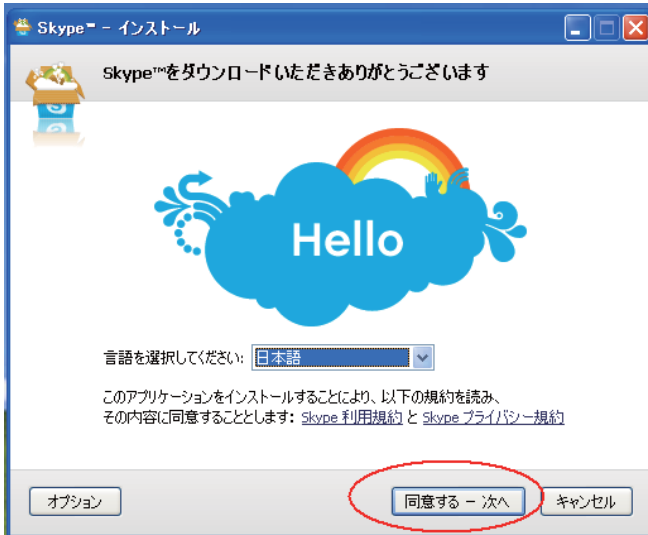 Skype™ - インストール
Skype™をダウンロードいただきありがとうございます
Hello
言語を選択してください: 日本語
このアプリケーションをインストールすることにより、以下の規約を読み、
その内容に同意することとします: Skype 利用規約 と Skype プライバシー規約
オプション 同意する - 次へ キャンセル